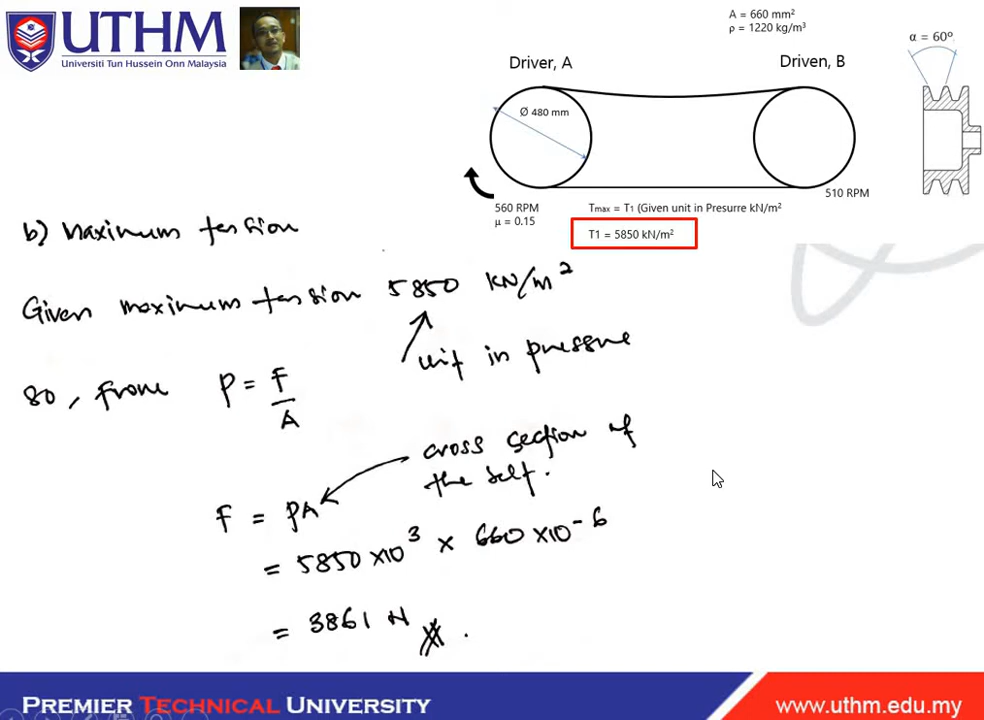 UTHM
Universiti Tun Hussein Onn Malaysia
A = 660 mm²
ρ = 1220 kg/m³
α = 60º
Driver, A
Driven, B
Ø 480 mm
560 RPM
μ = 0.15
510 RPM
Tmax = T1 (Given unit in Presurre kN/m²
T1 = 5850 kN/m²
b) Maximum tension
Given maximum tension 5850 kN/m²
unit in pressure
So, from P = F/A
cross section of
the belt.
F = PA
= 5850 x10³ x 660 x10⁻⁶
= 3861 N
PREMIER TECHNICAL UNIVERSITY
www.uthm.edu.my